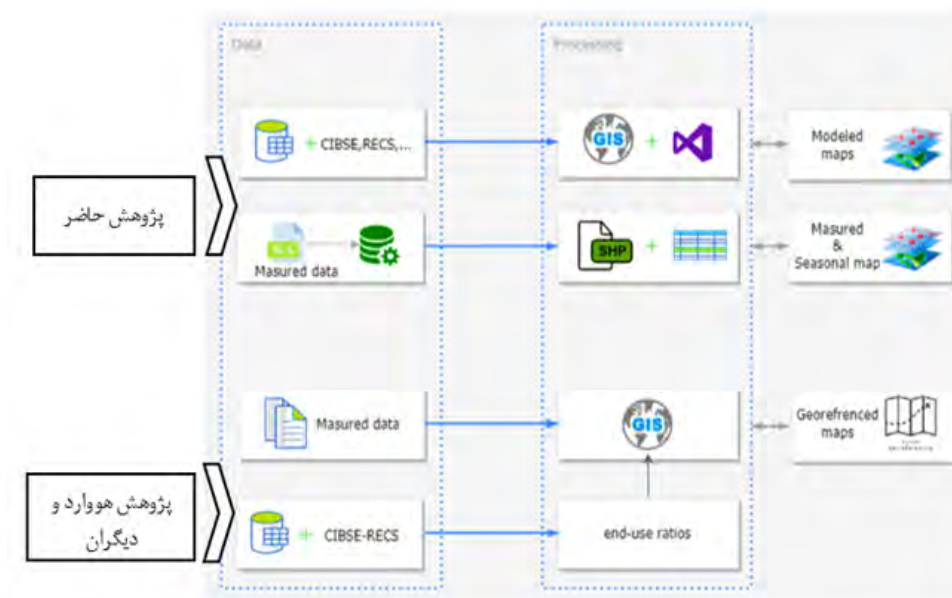 Data
Processing
+ CIBSE,RECS,...
GIS
+
Modeled
maps
پژوهش حاضر
Masured data
SHP
+
Masured
&
Seasonal map
Masured data
GIS
Georefrenced
maps
پژوهش هووارد و
دیگران
+ CIBSE-RECS
end-use ratios